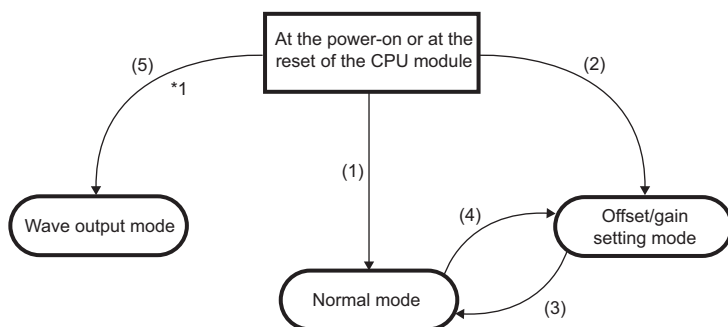 At the power-on or at the
reset of the CPU module
(5)
*1
(2)
(1)
Wave output mode
(4)
Offset/gain
setting mode
Normal mode
(3)